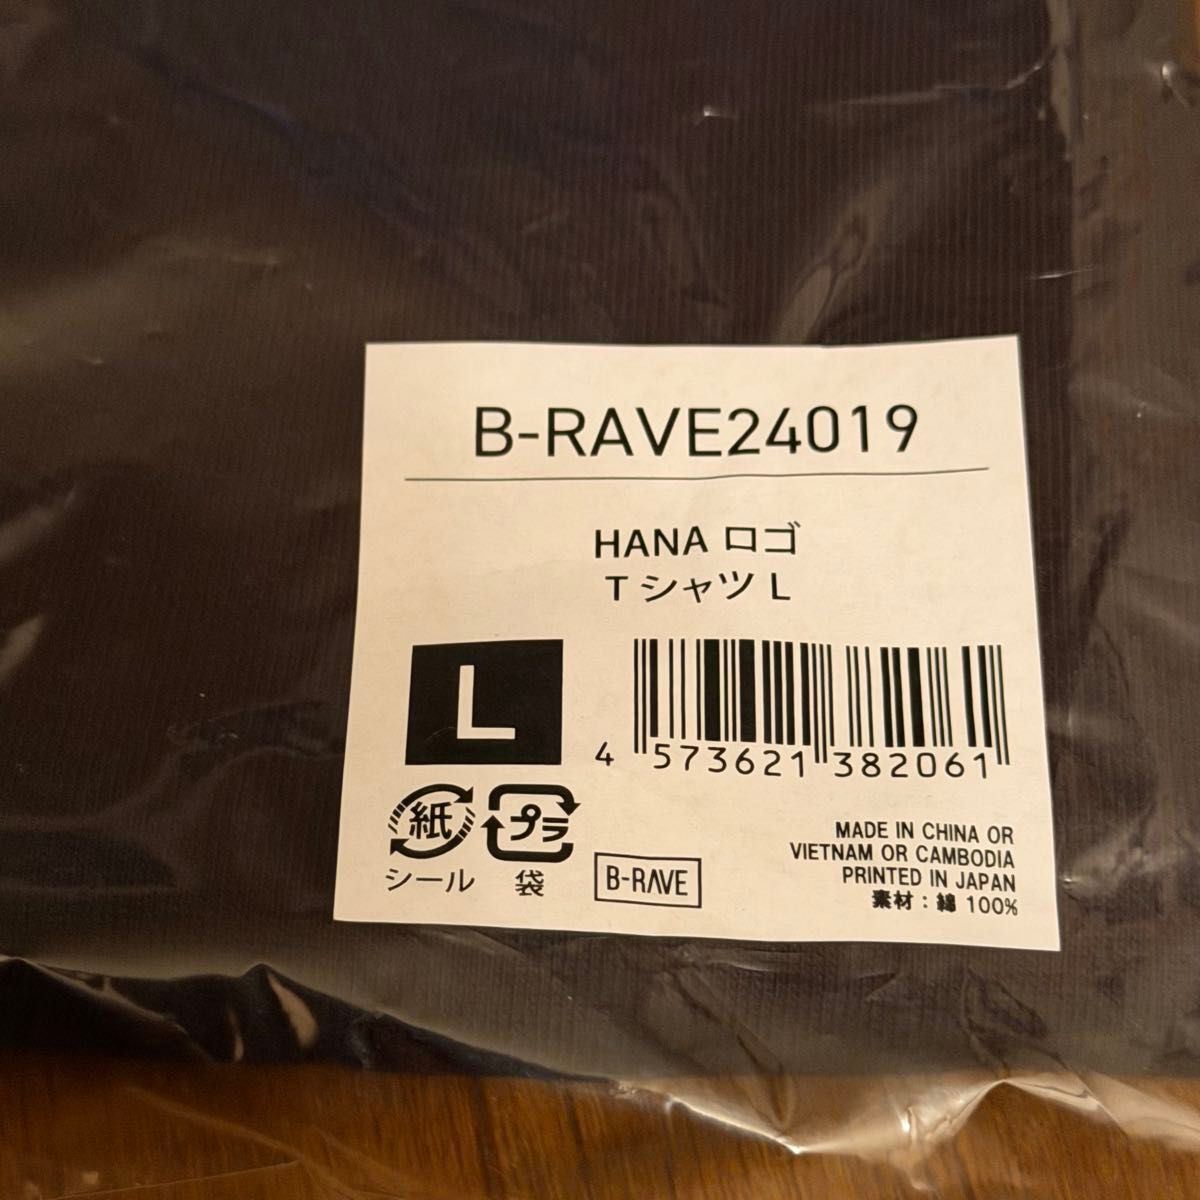 B-RAVE24019
HANA ロゴ
T シャツ L
L
4 573621 382061
紙
シール
プラ
袋
B-RAVE
MADE IN CHINA OR
VIETNAM OR CAMBODIA
PRINTED IN JAPAN
素材：綿 100%